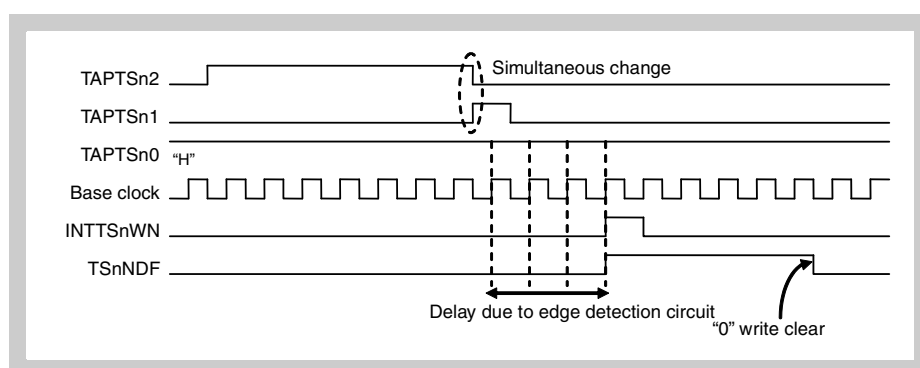 Simultaneous change
TAPTSn2
TAPTSn1
TAPTSn0 “H”
Base clock
INTTSnWN
TSnNDF
Delay due to edge detection circuit
“0” write clear